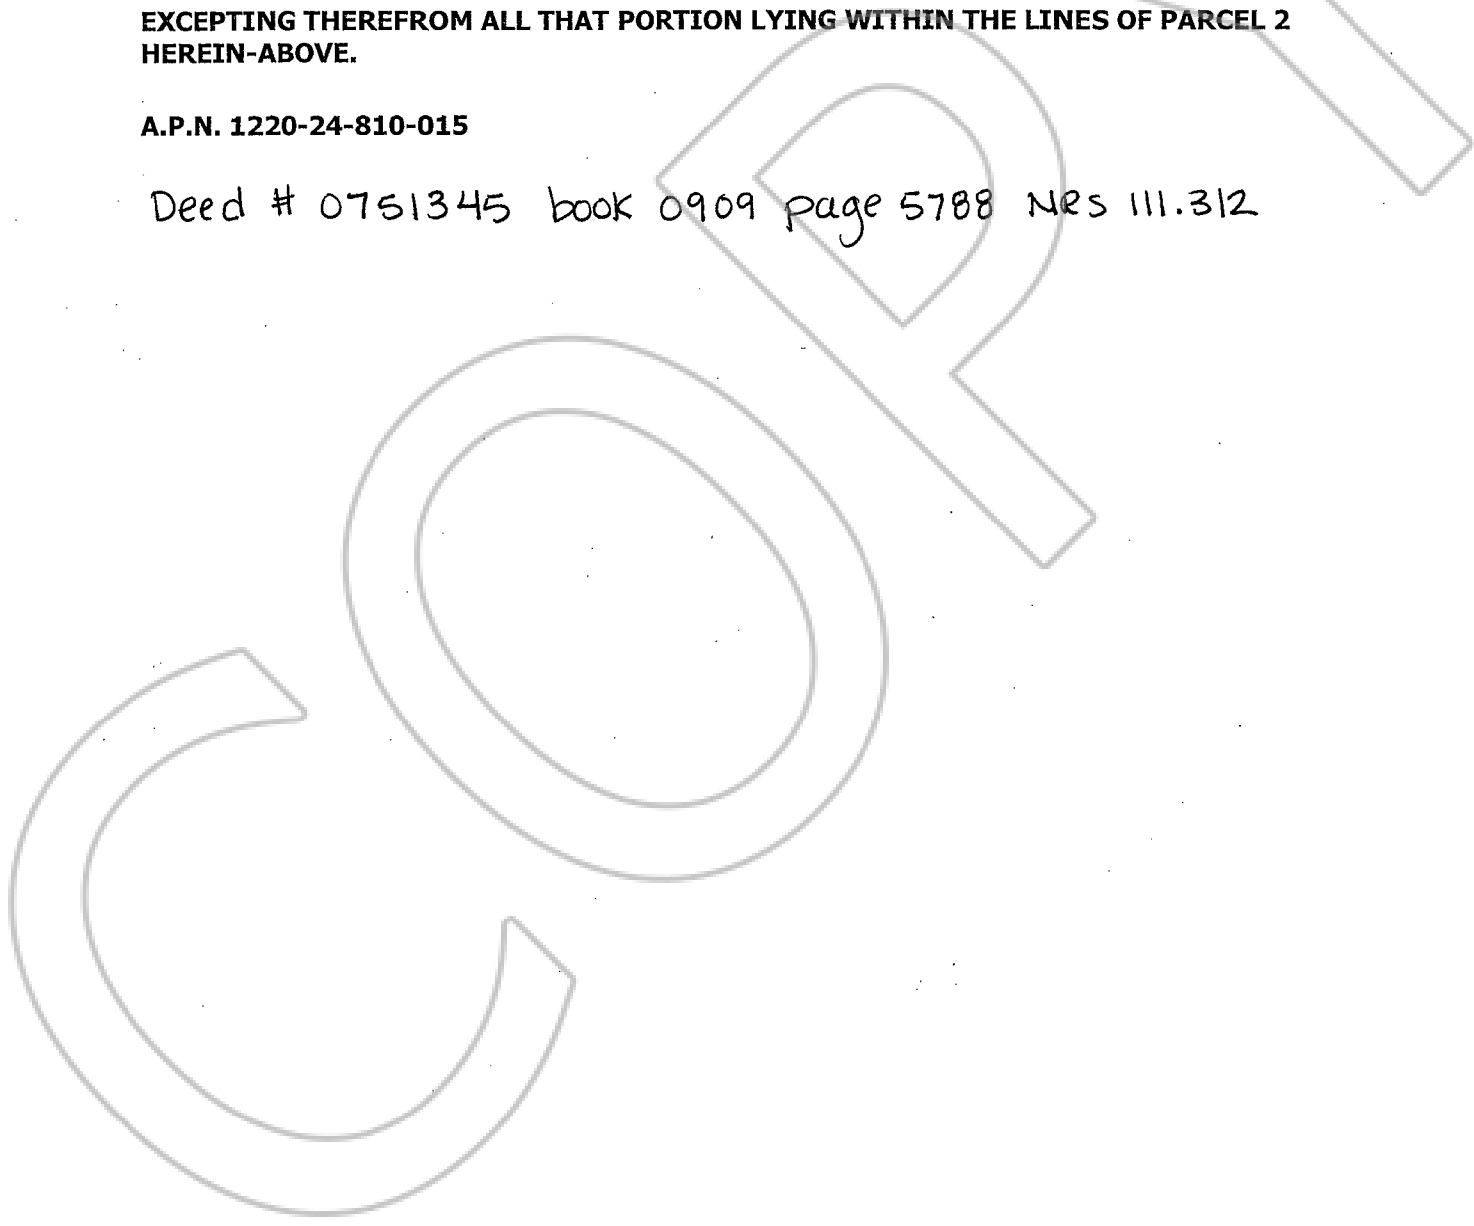 EXCEPTING THEREFROM ALL THAT PORTION LYING WITHIN THE LINES OF PARCEL 2
HEREIN-ABOVE.
A.P.N. 1220-24-810-015
Deed # 0751345 book 0909 page 5788 NRS 111.312
COPY